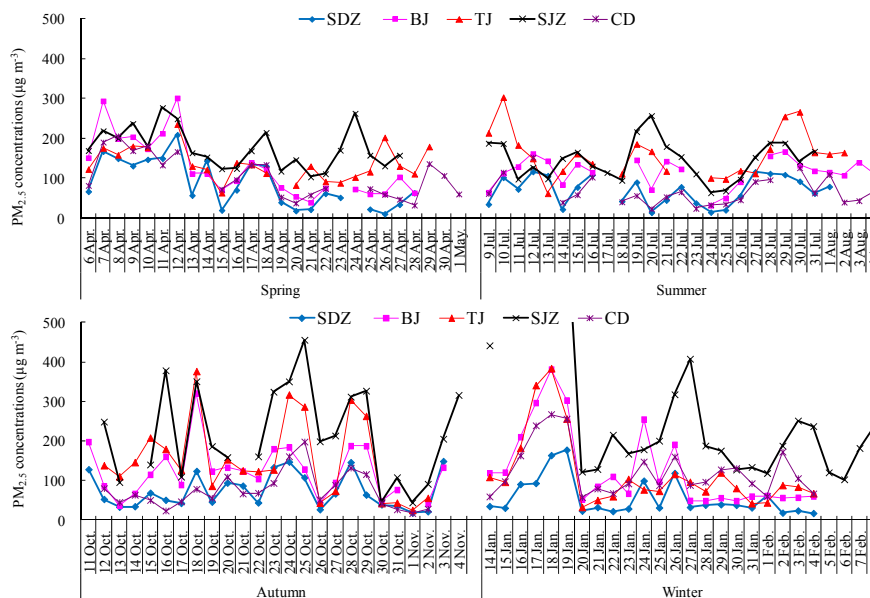 SDZ BJ TJ SJZ CD
SDZ BJ TJ SJZ CD
PM2.5 concentrations (μg m-3)
500
400
300
200
100
0
6 Apr. 7 Apr. 8 Apr. 9 Apr. 10 Apr. 11 Apr. 12 Apr. 13 Apr. 14 Apr. 15 Apr. 16 Apr. 17 Apr. 18 Apr. 19 Apr. 20 Apr. 21 Apr. 22 Apr. 23 Apr. 24 Apr. 25 Apr. 26 Apr. 27 Apr. 28 Apr. 29 Apr. 30 Apr. 1 May.
Spring
9 Jul. 10 Jul. 11 Jul. 12 Jul. 13 Jul. 14 Jul. 15 Jul. 16 Jul. 17 Jul. 18 Jul. 19 Jul. 20 Jul. 21 Jul. 22 Jul. 23 Jul. 24 Jul. 25 Jul. 26 Jul. 27 Jul. 28 Jul. 29 Jul. 30 Jul. 31 Jul. 1 Aug 2 Aug 3 Aug
Summer
SDZ BJ TJ SJZ CD
SDZ BJ TJ SJZ CD
PM2.5 concentrations (μg m-3)
500
400
300
200
100
0
11 Oct. 12 Oct. 13 Oct. 14 Oct. 15 Oct. 16 Oct. 17 Oct. 18 Oct. 19 Oct. 20 Oct. 21 Oct. 22 Oct. 23 Oct. 24 Oct. 25 Oct. 26 Oct. 27 Oct. 28 Oct. 29 Oct. 30 Oct. 31 Oct. 1 Nov. 2 Nov. 3 Nov. 4 Nov.
Autumn
14 Jan. 15 Jan. 16 Jan. 17 Jan. 18 Jan. 19 Jan. 20 Jan. 21 Jan. 22 Jan. 23 Jan. 24 Jan. 25 Jan. 26 Jan. 27 Jan. 28 Jan. 29 Jan. 30 Jan. 31 Jan. 1 Feb. 2 Feb. 3 Feb. 4 Feb. 5 Feb. 6 Feb. 7 Feb.
Winter